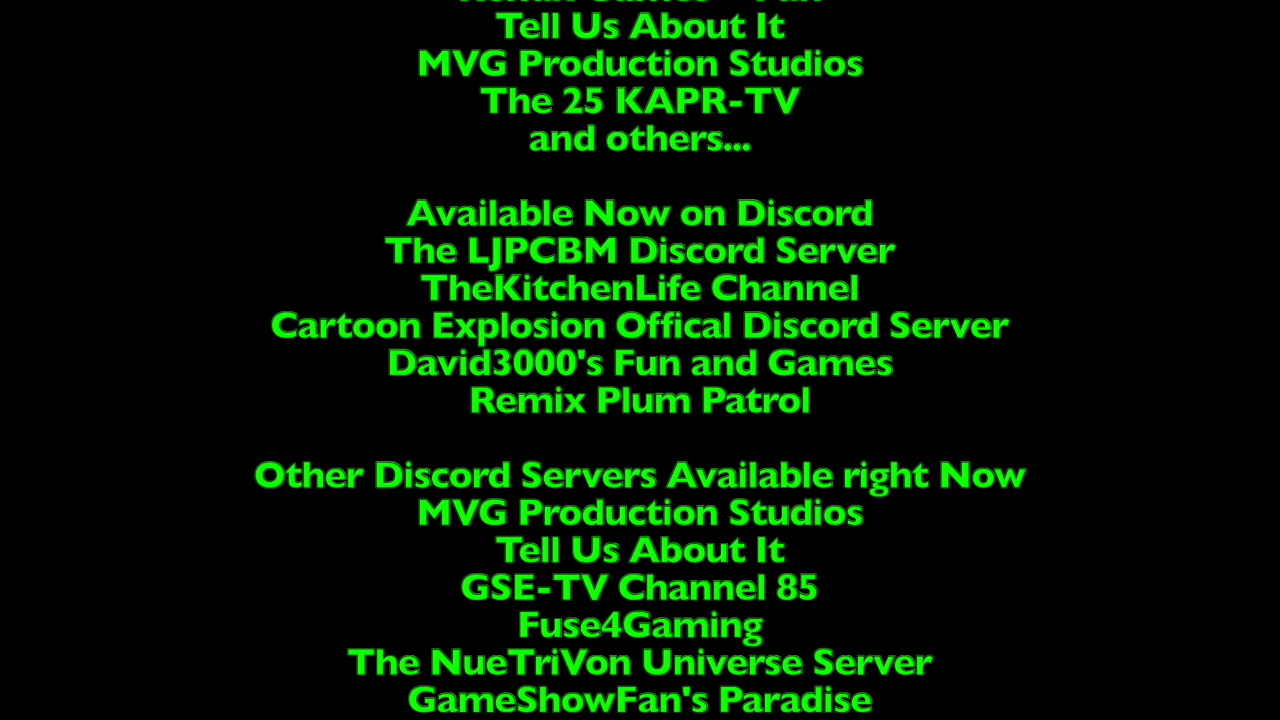 Tell Us About It
MVG Production Studios
The 25 KAPR-TV
and others...
Available Now on Discord
The LJPCBM Discord Server
TheKitchenLife Channel
Cartoon Explosion Offical Discord Server
David3000's Fun and Games
Remix Plum Patrol
Other Discord Servers Available right Now
MVG Production Studios
Tell Us About It
GSE-TV Channel 85
Fuse4Gaming
The NueTriVon Universe Server
GameShowFan's Paradise